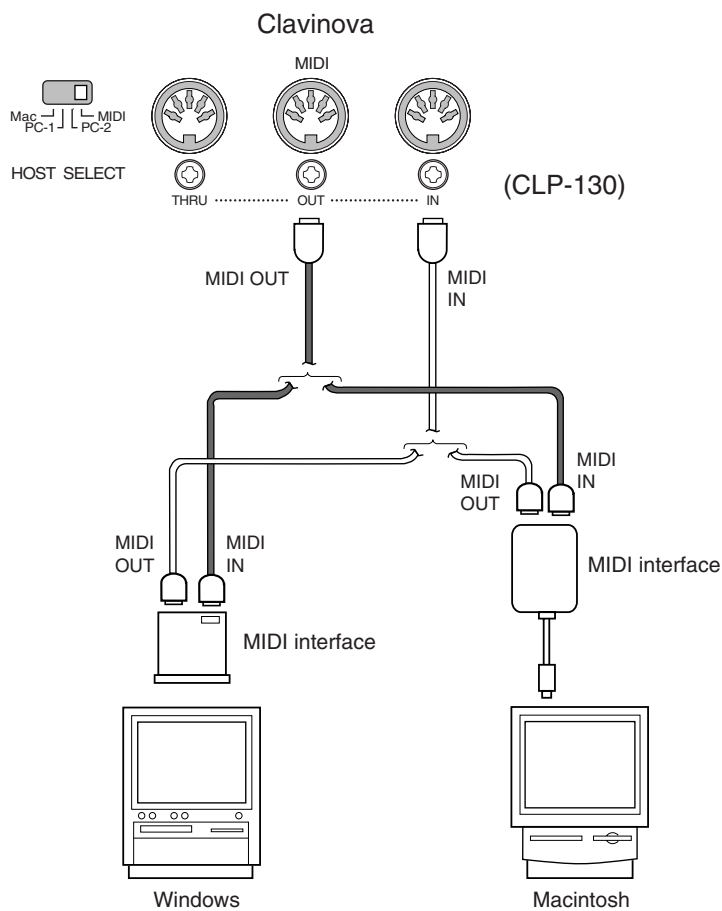 Clavinova
MIDI
Mac MIDI
PC-1 PC-2
HOST SELECT
THRU OUT IN
(CLP-130)
MIDI OUT
MIDI
IN
MIDI
OUT
MIDI
IN
MIDI interface
MIDI
OUT
MIDI
IN
MIDI interface
Windows
Macintosh